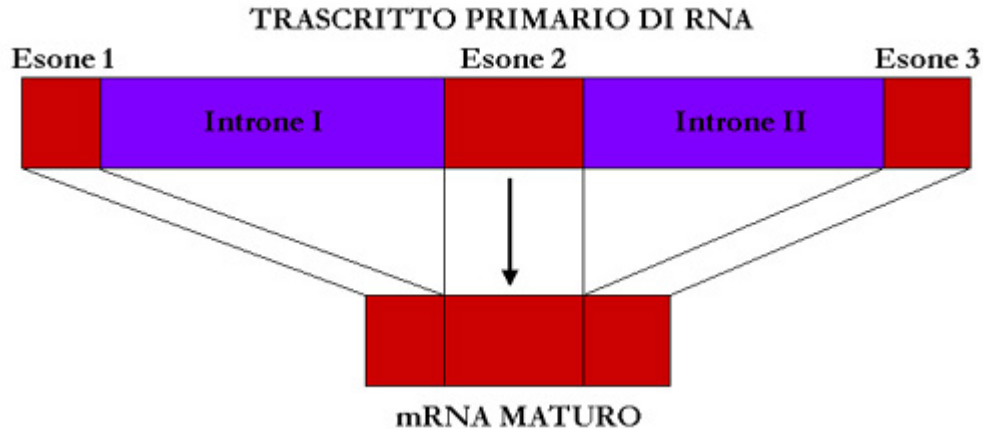 TRASCRITTO PRIMARIO DI RNA
Esone 1 Esone 2 Esone 3
Introne I Introne II
mRNA MATURO